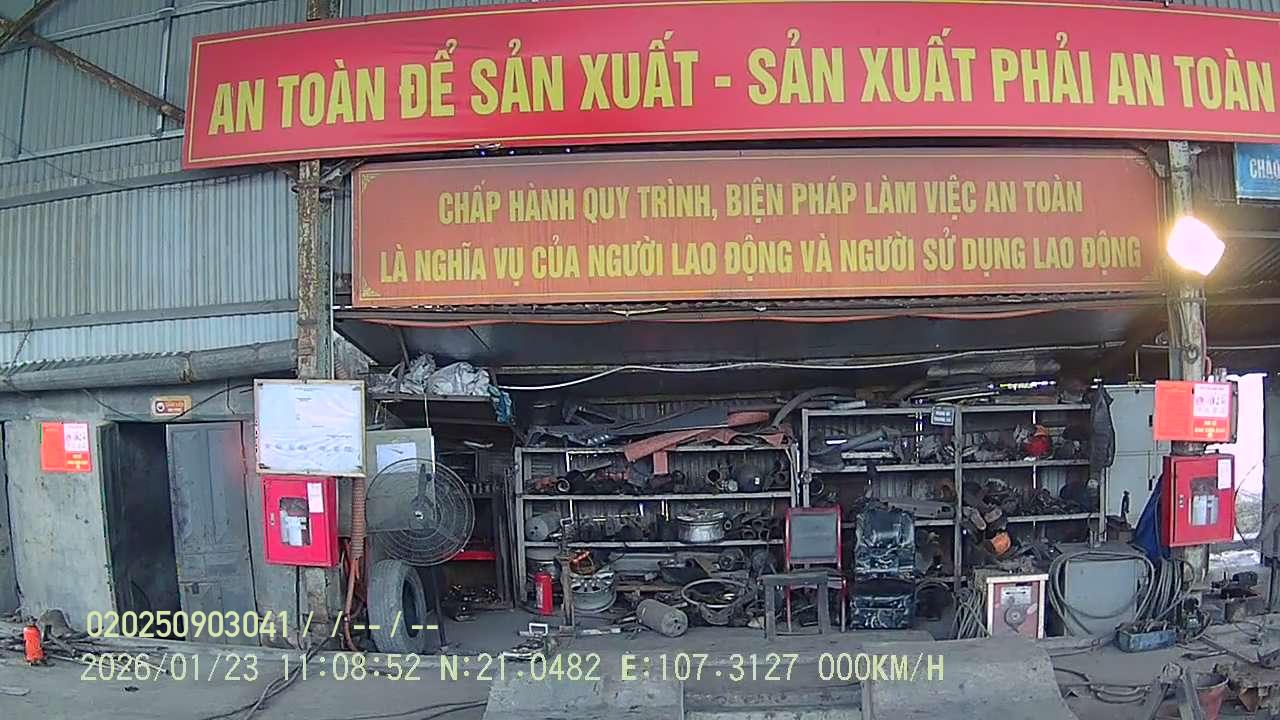 AN TOÀN ĐỂ SẢN XUẤT - SẢN XUẤT PHẢI AN TOÀN
CHẤP HÀNH QUY TRÌNH, BIỆN PHÁP LÀM VIỆC AN TOÀN
LÀ NGHĨA VỤ CỦA NGƯỜI LAO ĐỘNG VÀ NGƯỜI SỬ DỤNG LAO ĐỘNG
CHÀO
020250903041 / / -- / --
2026/01/23 11:08:52 N:21.0482 E:107.3127 000KM/H